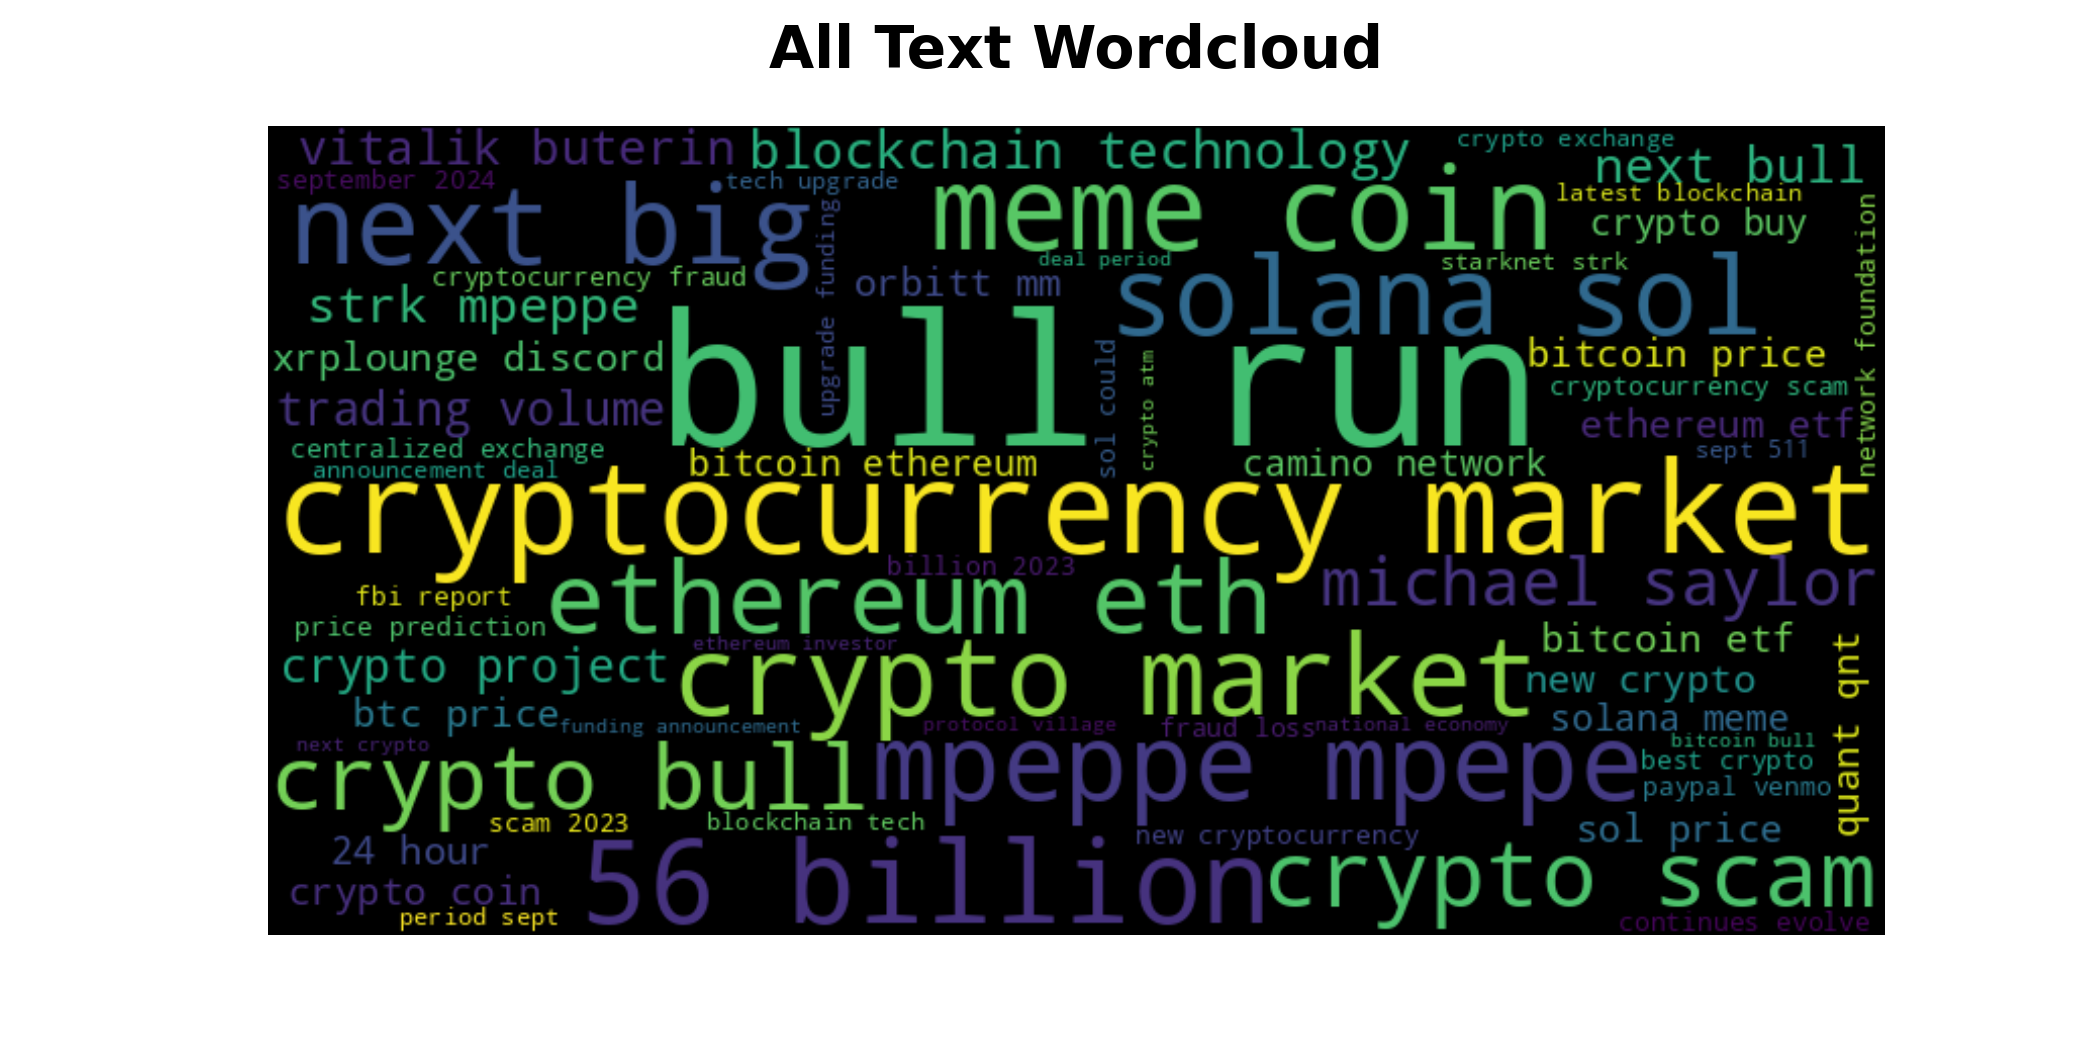 All Text Wordcloud
vitalik buterin
blockchain technology
crypto exchange
next bull
september 2024
tech upgrade
latest blockchain
next big
meme coin
crypto buy
upgrade funding
network foundation
deal period
starknet strk
cryptocurrency fraud
orbitt mm
solana sol
strk mpeppe
bull run
xrplounge discord
sol could
crypto atm
bitcoin price
cryptocurrency scam
trading volume
ethereum etf
centralized exchange
sept 511
announcement deal
bitcoin ethereum
camino network
cryptocurrency market
billion 2023
michael saylor
fbi report
ethereum eth
price prediction
ethereum investor
bitcoin etf
crypto project
crypto market
new crypto
quant qnt
btc price
funding announcement
protocol village
fraud loss
national economy
solana meme
next crypto
bitcoin bull
crypto bull
mpeppe mpepe
best crypto
paypal venmo
scam 2023
blockchain tech
new cryptocurrency
sol price
24 hour
56 billion
crypto scam
crypto coin
period sept
continues evolve